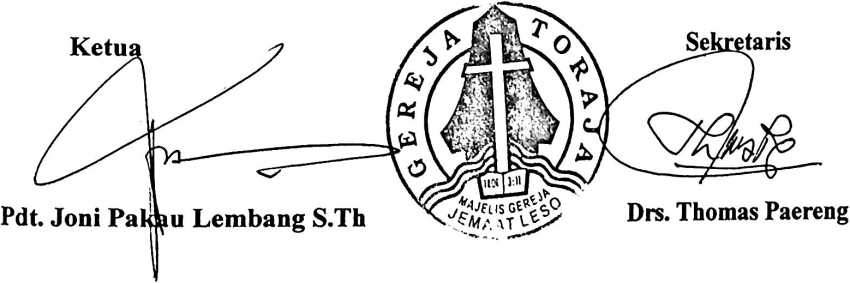 Ketua
Sekretaris
GEREJA TORAJA
MAJELIS GEREJA
JEMAAT LESO
Pdt. Joni Pakau Lembang S.Th
Drs. Thomas Paereng